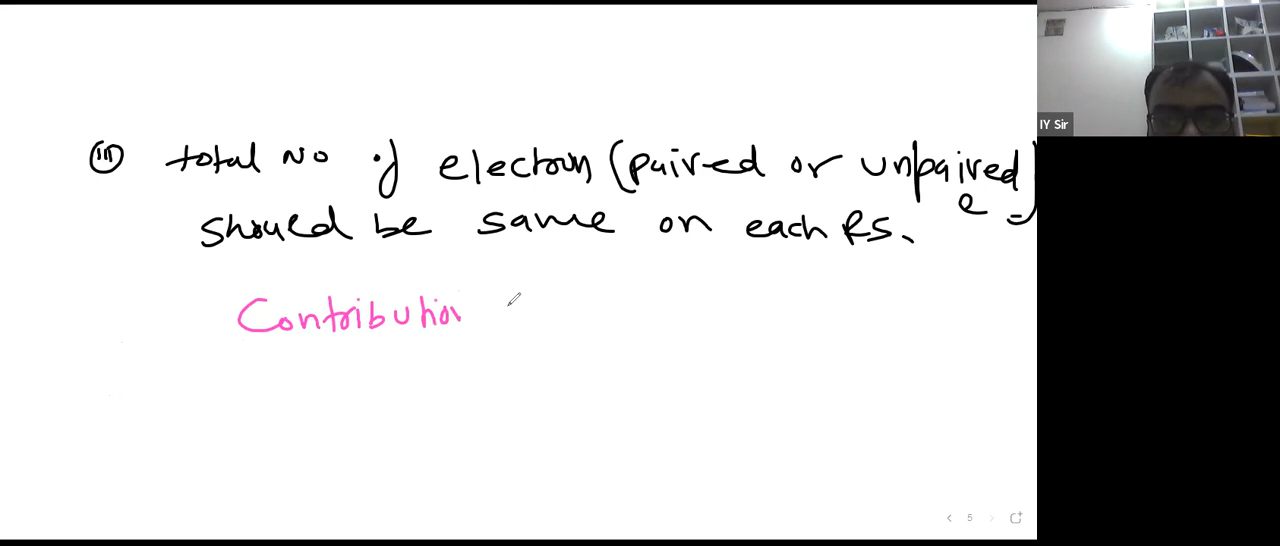 (iii) total No of electron (paired or unpaired)
e
should be same on each RS.
Contribution
IY Sir
5